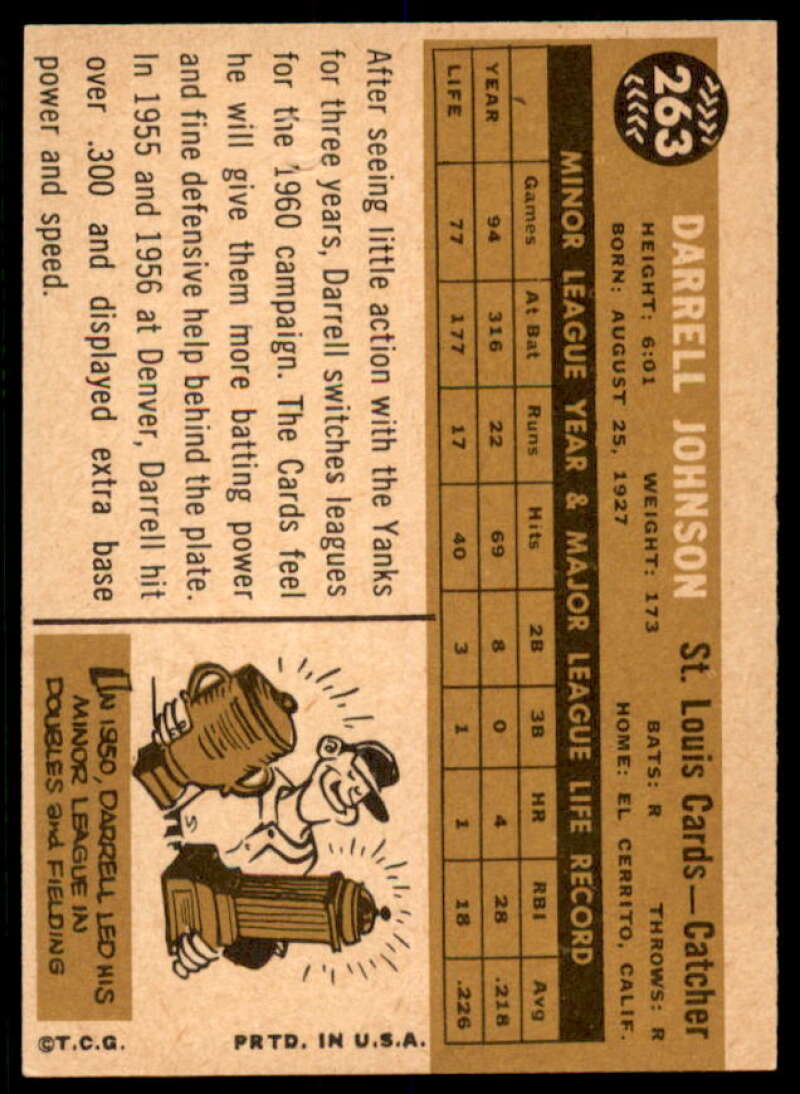 263
DARRELL JOHNSON St. Louis Cards—Catcher
HEIGHT: 6:01 WEIGHT: 173 BATS: R THROWS: R
BORN: AUGUST 25, 1927 HOME: EL CERRITO, CALIF.
MINOR LEAGUE YEAR & MAJOR LEAGUE LIFE RECORD
Games At Bat Runs Hits 2B 3B HR RBI Avg
YEAR 94 316 22 69 8 0 4 28 .218
LIFE 77 177 17 40 3 1 1 18 .226
After seeing little action with the Yanks
for three years, Darrell switches leagues
for the 1960 campaign. The Cards feel
he will give them more batting power
and fine defensive help behind the plate.
In 1955 and 1956 at Denver, Darrell hit
over .300 and displayed extra base
power and speed.
IN 1950, DARRELL LED HIS
MINOR LEAGUE IN
DOUBLES and FIELDING
©T.C.G. PRTD. IN U.S.A.